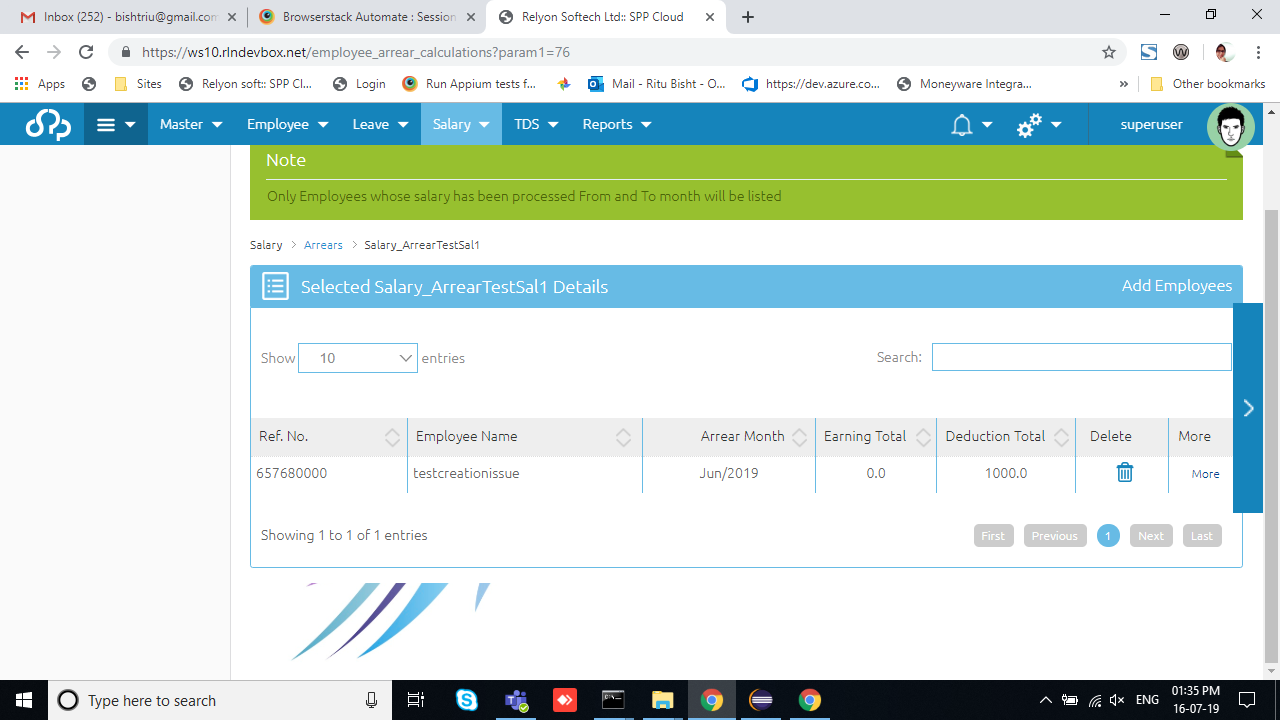 Inbox (252) - bishtriu@gmail.com
Browserstack Automate : Session
Relyon Softech Ltd:: SPP Cloud
https://ws10.rlndevbox.net/employee_arrear_calculations?param1=76
Apps Sites Relyon soft:: SPP Cl... Login Run Appium tests f... Mail - Ritu Bisht - O... https://dev.azure.co... Moneyware Integra... » Other bookmarks
Master Employee Leave Salary TDS Reports superuser
Note
Only Employees whose salary has been processed From and To month will be listed
Salary > Arrears > Salary_ArrearTestSal1
Selected Salary_ArrearTestSal1 Details Add Employees
Show 10 entries Search:
Ref. No. Employee Name Arrear Month Earning Total Deduction Total Delete More
657680000 testcreationissue Jun/2019 0.0 1000.0 More
Showing 1 to 1 of 1 entries First Previous 1 Next Last
Type here to search ENG 01:35 PM
16-07-19